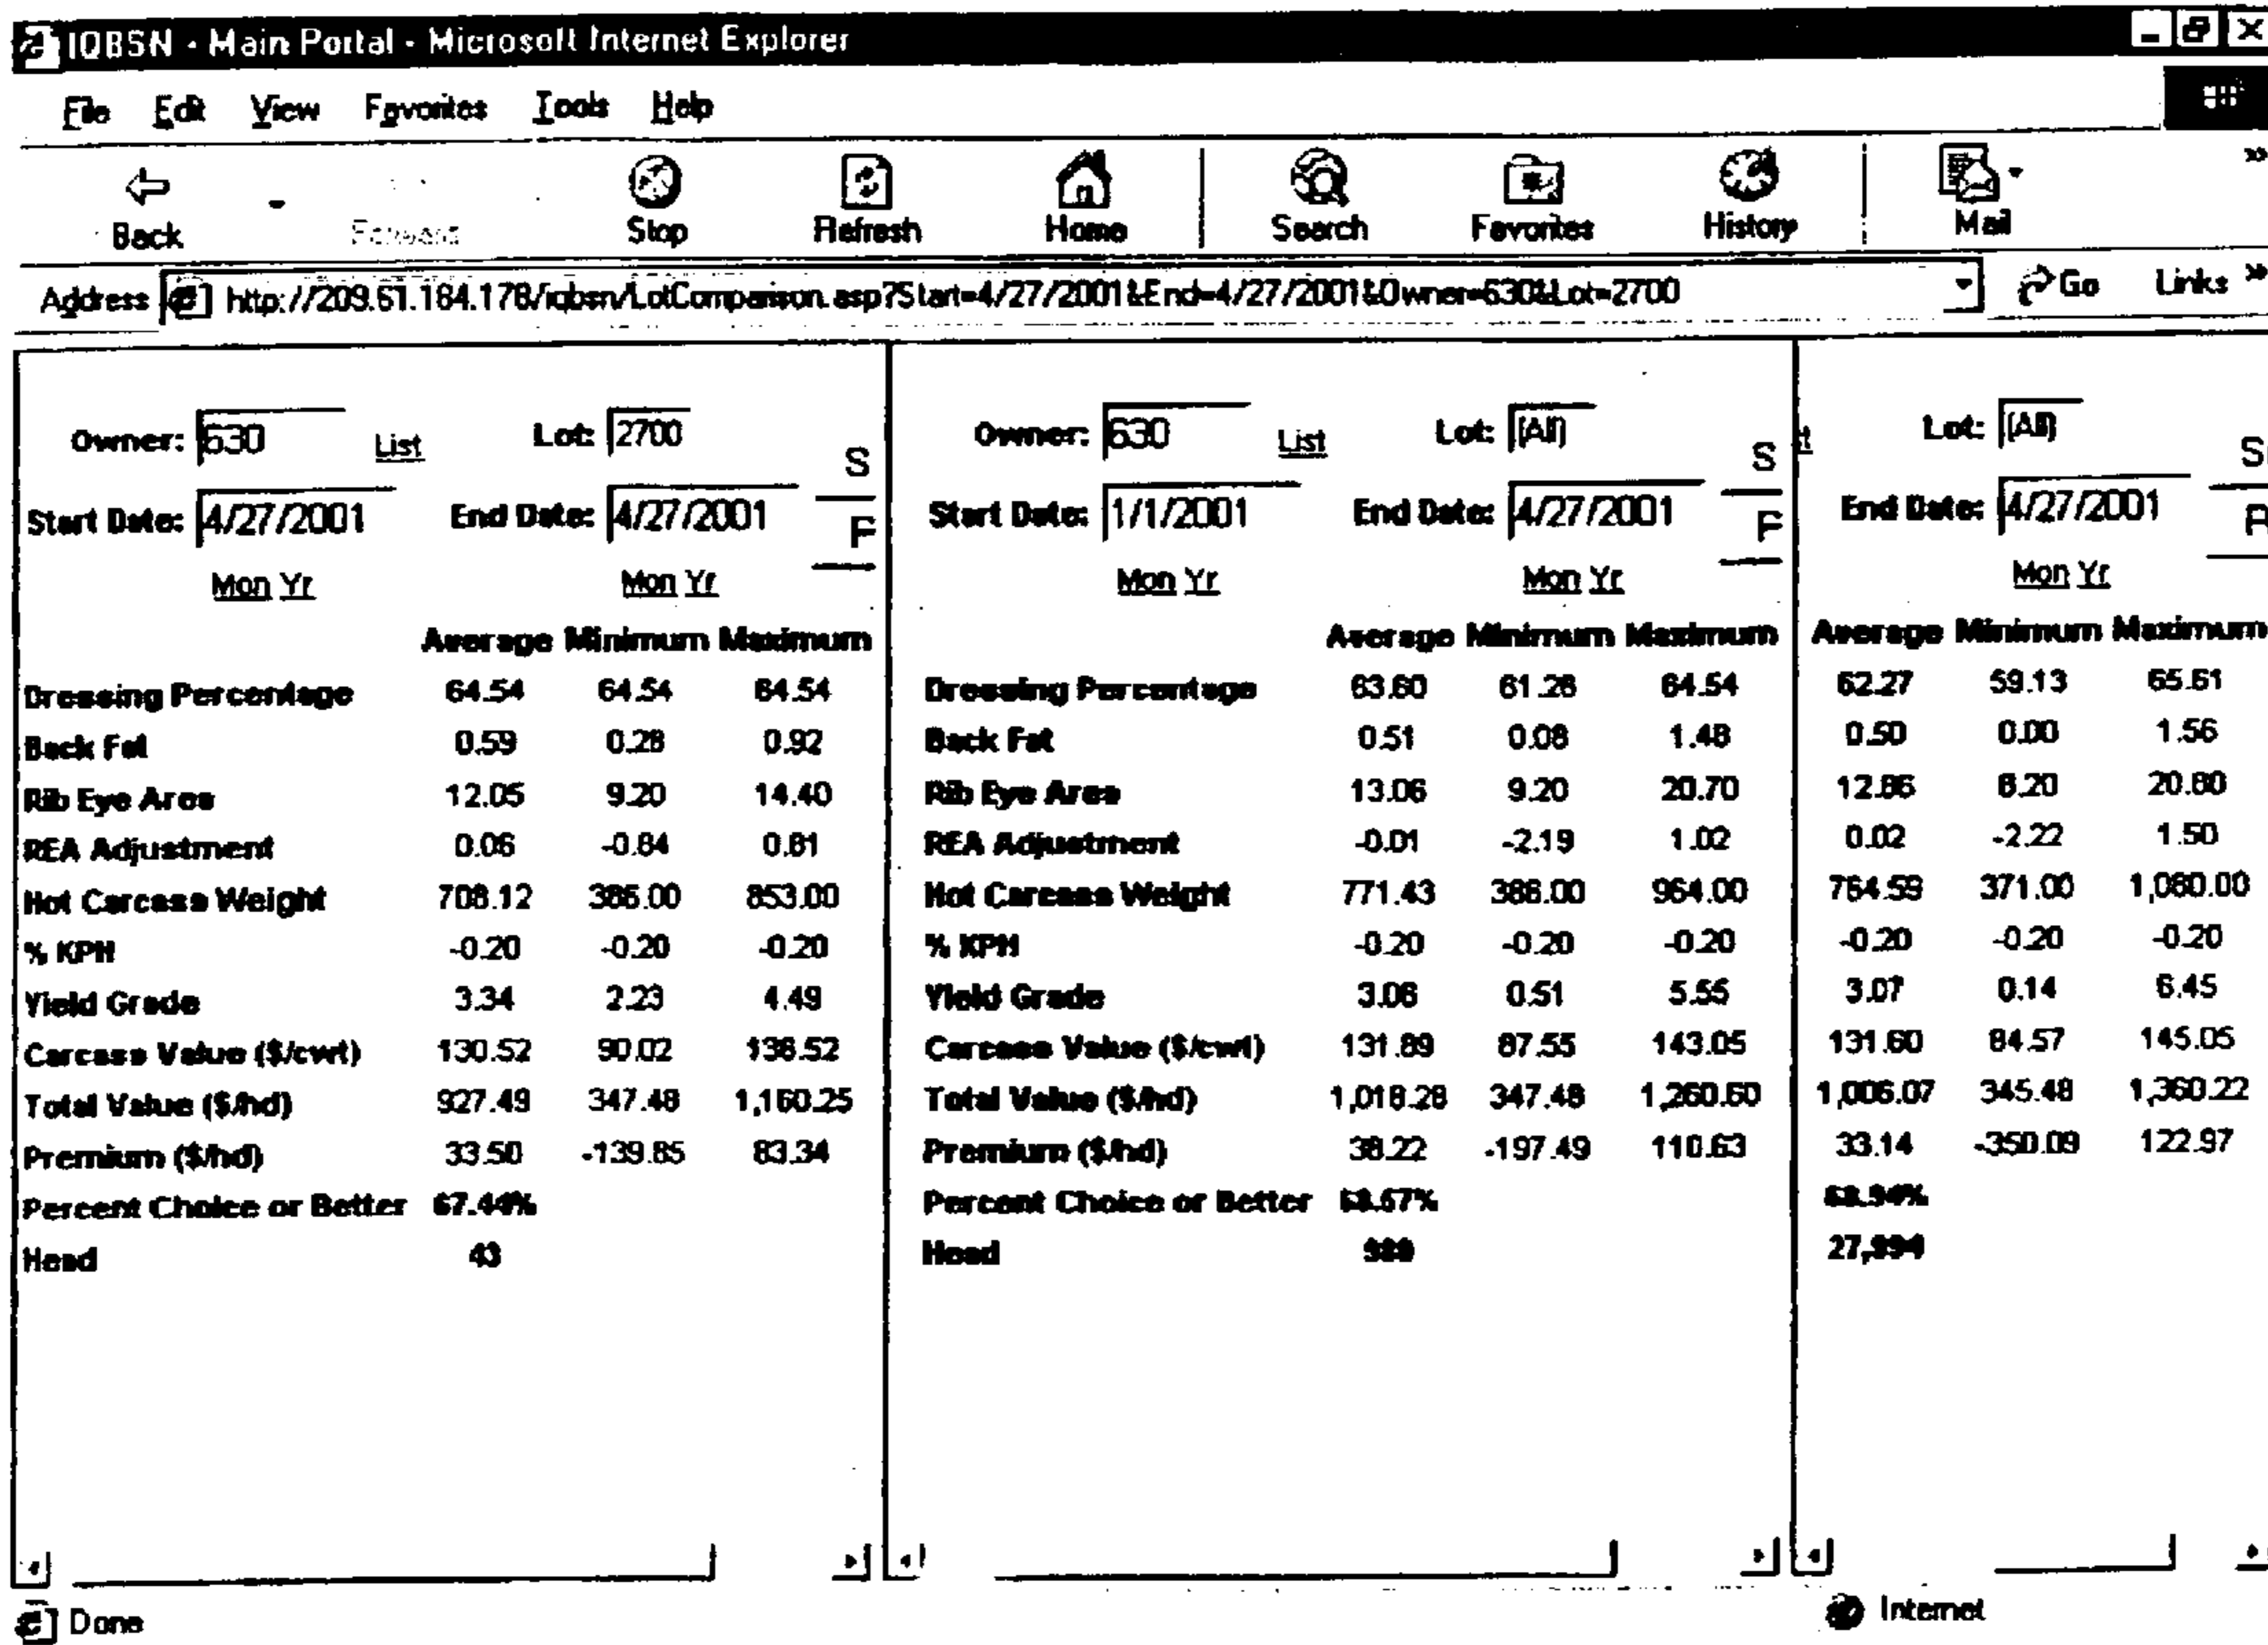 IQBSN - Main Portal - Microsoft Internet Explorer
File Edit View Favorites Tools Help
Back Forward Stop Refresh Home Search Favorites History Mail »
Address http://209.61.184.178/iqbsn/LotComparison.asp?Start=4/27/2001&End=4/27/2001&Owner=630&Lot=2700 Go Links »
Owner: 630 List Lot: 2700 S Owner: 630 List Lot: (All) S Lot: (All) S
Start Date: 4/27/2001 End Date: 4/27/2001 Start Date: 1/1/2001 End Date: 4/27/2001 End Date: 4/27/2001
Mon Yr Mon Yr Mon Yr Mon Yr Mon Yr
Average Minimum Maximum Average Minimum Maximum Average Minimum Maximum
Dressing Percentage 64.54 64.54 64.54 Dressing Percentage 63.60 61.28 64.54 62.27 59.13 65.61
Back Fat 0.59 0.28 0.92 Back Fat 0.51 0.08 1.48 0.50 0.00 1.56
Rib Eye Area 12.05 9.20 14.40 Rib Eye Area 13.06 9.20 20.70 20.80
REA Adjustment 0.06 -0.84 0.81 REA Adjustment -0.01 -2.19 1.02 0.02 -2.22 1.50
Hot Carcass Weight 708.12 853.00 Hot Carcass Weight 771.43 964.00 764.59 371.00
% KPH -0.20 -0.20 -0.20 % KPH -0.20 -0.20 -0.20 -0.20 -0.20 -0.20
Yield Grade 3.34 2.23 4.49 Yield Grade 3.06 0.51 5.55 3.07 0.14 6.45
Carcass Value ($/cwt) 130.52 90.02 Carcass Value ($/cwt) 131.89 87.55 143.05 131.60 84.57 145.05
Total Value ($/hd) 927.49 347.48 1,160.25 Total Value ($/hd) 1,018.28 347.48 1,260.60 1,006.07 345.48 1,360.22
Premium ($/hd) 33.50 -139.85 83.34 Premium ($/hd) 38.22 -197.49 110.63 33.14 -350.09 122.97
Percent Choice or Better 67.44% Percent Choice or Better
Head 43 Head
Done Internet